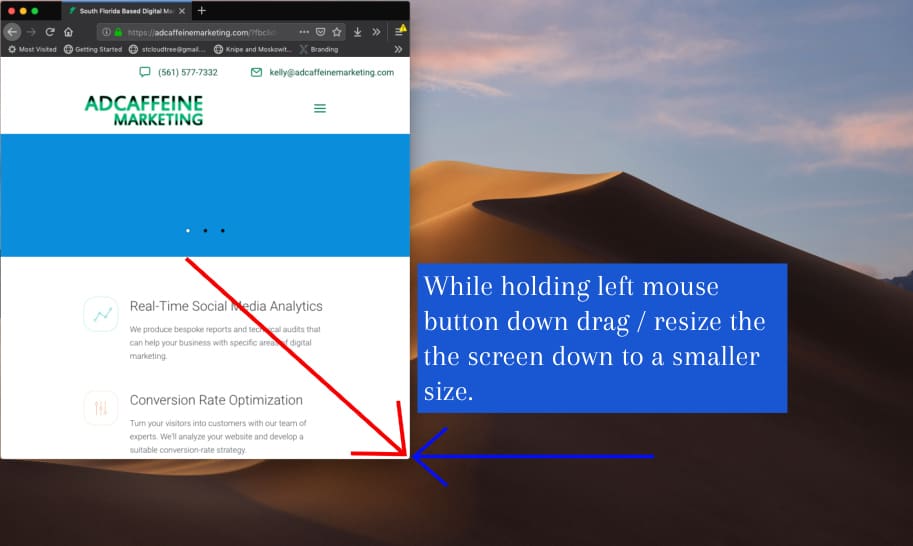 South Florida Based Digital Ma
https://adcaffeinemarketing.com/?fbcli
Most Visited Getting Started stcloudtree@gmail.... Knipe and Moskowit... Branding
(561) 577-7332 kelly@adcaffeinemarketing.com
ADCAFFEINE
MARKETING
Real-Time Social Media Analytics
We produce bespoke reports and technical audits that
can help your business with specific areas of digital
marketing.
While holding left mouse
button down drag / resize the
the screen down to a smaller
size.
Conversion Rate Optimization
Turn your visitors into customers with our team of
experts. We'll analyze your website and develop a
suitable conversion-rate strategy.